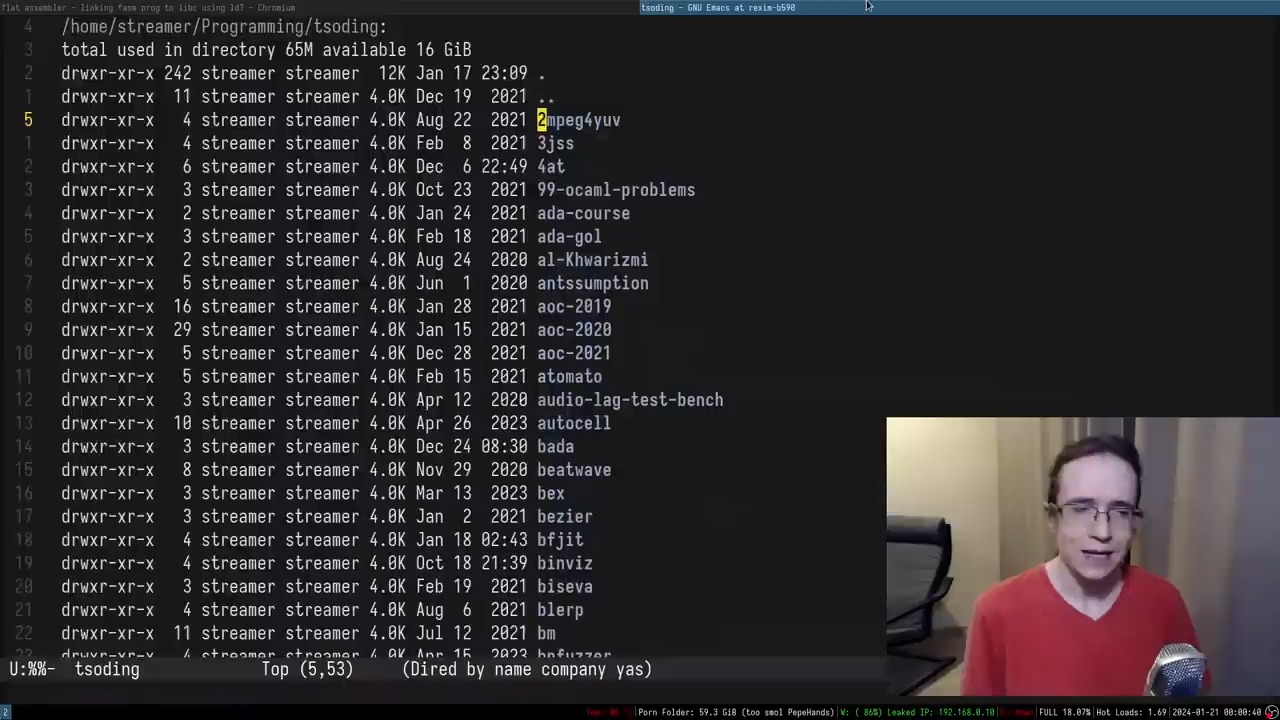 flat assembler - linking fasm prog to libc using ld? - Chromium
tsoding - GNU Emacs at rexim-b590
4 /home/streamer/Programming/tsoding:
3 total used in directory 65M available 16 GiB
2 drwxr-xr-x 242 streamer streamer 12K Jan 17 23:09 .
1 drwxr-xr-x 11 streamer streamer 4.0K Dec 19 2021 ..
5 drwxr-xr-x 4 streamer streamer 4.0K Aug 22 2021 2mpeg4yuv
1 drwxr-xr-x 4 streamer streamer 4.0K Feb 8 2021 3jss
2 drwxr-xr-x 6 streamer streamer 4.0K Dec 6 22:49 4at
3 drwxr-xr-x 3 streamer streamer 4.0K Oct 23 2021 99-ocaml-problems
4 drwxr-xr-x 2 streamer streamer 4.0K Jan 24 2021 ada-course
5 drwxr-xr-x 3 streamer streamer 4.0K Feb 18 2021 ada-gol
6 drwxr-xr-x 2 streamer streamer 4.0K Aug 24 2020 al-Khwarizmi
7 drwxr-xr-x 5 streamer streamer 4.0K Jun 1 2020 antssumption
8 drwxr-xr-x 16 streamer streamer 4.0K Jan 28 2021 aoc-2019
9 drwxr-xr-x 29 streamer streamer 4.0K Jan 15 2021 aoc-2020
10 drwxr-xr-x 5 streamer streamer 4.0K Dec 28 2021 aoc-2021
11 drwxr-xr-x 5 streamer streamer 4.0K Feb 15 2021 atomato
12 drwxr-xr-x 3 streamer streamer 4.0K Apr 12 2020 audio-lag-test-bench
13 drwxr-xr-x 10 streamer streamer 4.0K Apr 26 2023 autocell
14 drwxr-xr-x 3 streamer streamer 4.0K Dec 24 08:30 bada
15 drwxr-xr-x 8 streamer streamer 4.0K Nov 29 2020 beatwave
16 drwxr-xr-x 3 streamer streamer 4.0K Mar 13 2023 bex
17 drwxr-xr-x 3 streamer streamer 4.0K Jan 2 2021 bezier
18 drwxr-xr-x 4 streamer streamer 4.0K Jan 18 02:43 bfjit
19 drwxr-xr-x 4 streamer streamer 4.0K Oct 18 21:39 binviz
20 drwxr-xr-x 3 streamer streamer 4.0K Feb 19 2021 biseva
21 drwxr-xr-x 4 streamer streamer 4.0K Aug 6 2021 blerp
22 drwxr-xr-x 11 streamer streamer 4.0K Jul 12 2021 bm
23 drwxr-xr-x 4 streamer streamer 4.0K Apr 15 2023 bnfuzzer
U:%%- tsoding Top (5,53) (Dired by name company yas)
2 Porn Folder: 59.3 GiB (too smol PepeHands) W: ( 86%) Leaked IP: 192.168.0.10 FULL 18.07% Hot Loads: 1.69 2024-01-21 00:00:40